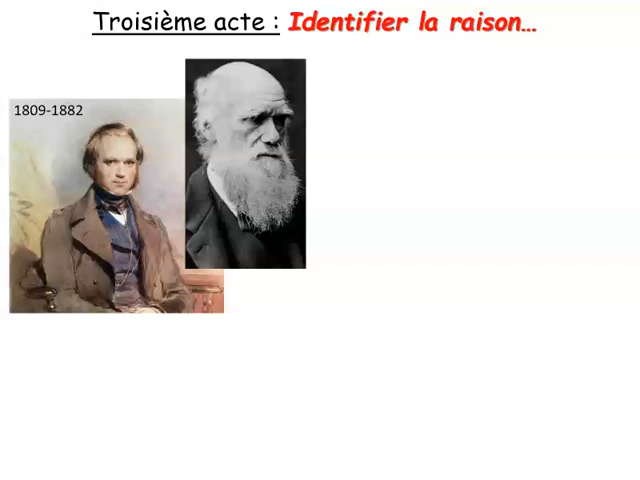 Troisième acte : Identifier la raison…
1809-1882